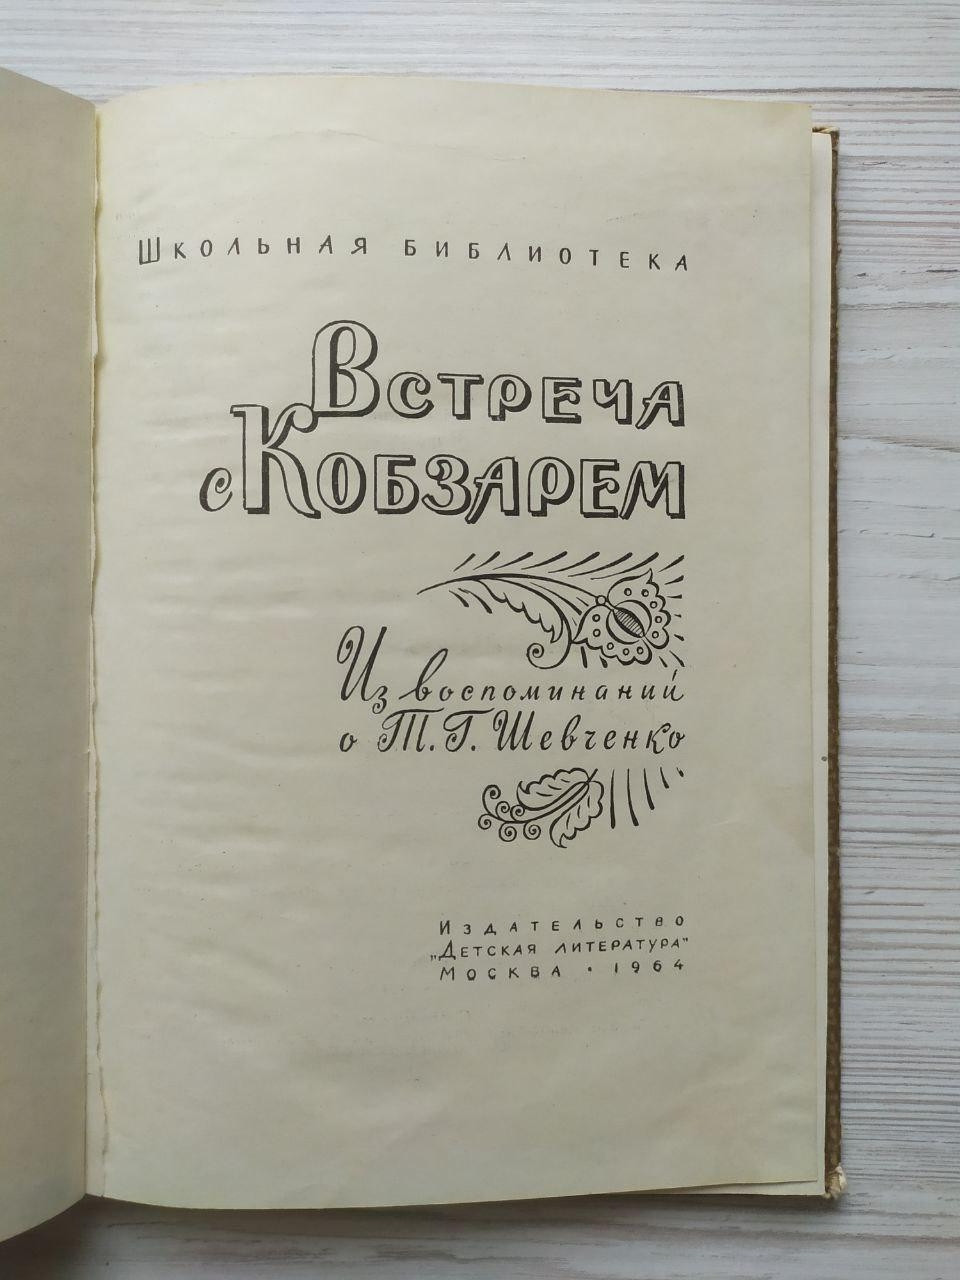 Школьная библиотека
Встреча
с Кобзарем
Из воспоминаний
о Т.Г. Шевченко
Издательство
„Детская литература"
Москва • 1964